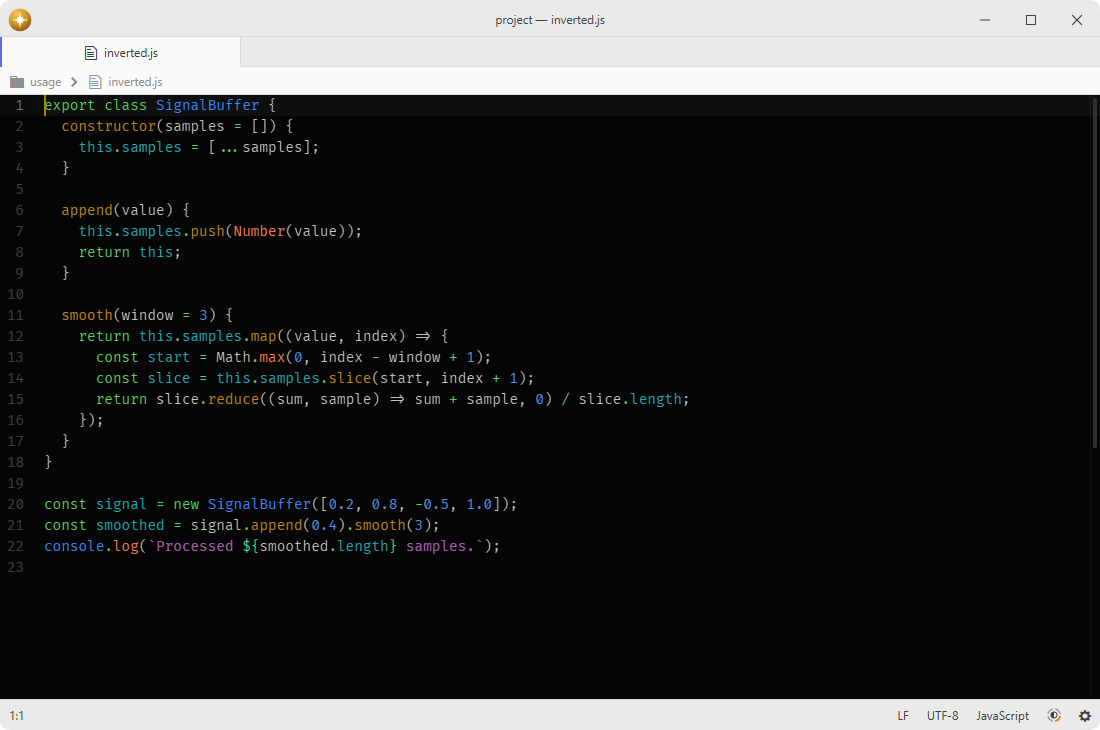 project — inverted.js
inverted.js
usage > inverted.js
1 export class SignalBuffer {
2   constructor(samples = []) {
3     this.samples = [...samples];
4   }
5
6   append(value) {
7     this.samples.push(Number(value));
8     return this;
9   }
10
11   smooth(window = 3) {
12     return this.samples.map((value, index) => {
13       const start = Math.max(0, index - window + 1);
14       const slice = this.samples.slice(start, index + 1);
15       return slice.reduce((sum, sample) => sum + sample, 0) / slice.length;
16     });
17   }
18 }
19
20 const signal = new SignalBuffer([0.2, 0.8, -0.5, 1.0]);
21 const smoothed = signal.append(0.4).smooth(3);
22 console.log(`Processed ${smoothed.length} samples.`);
23
1:1 LF UTF-8 JavaScript